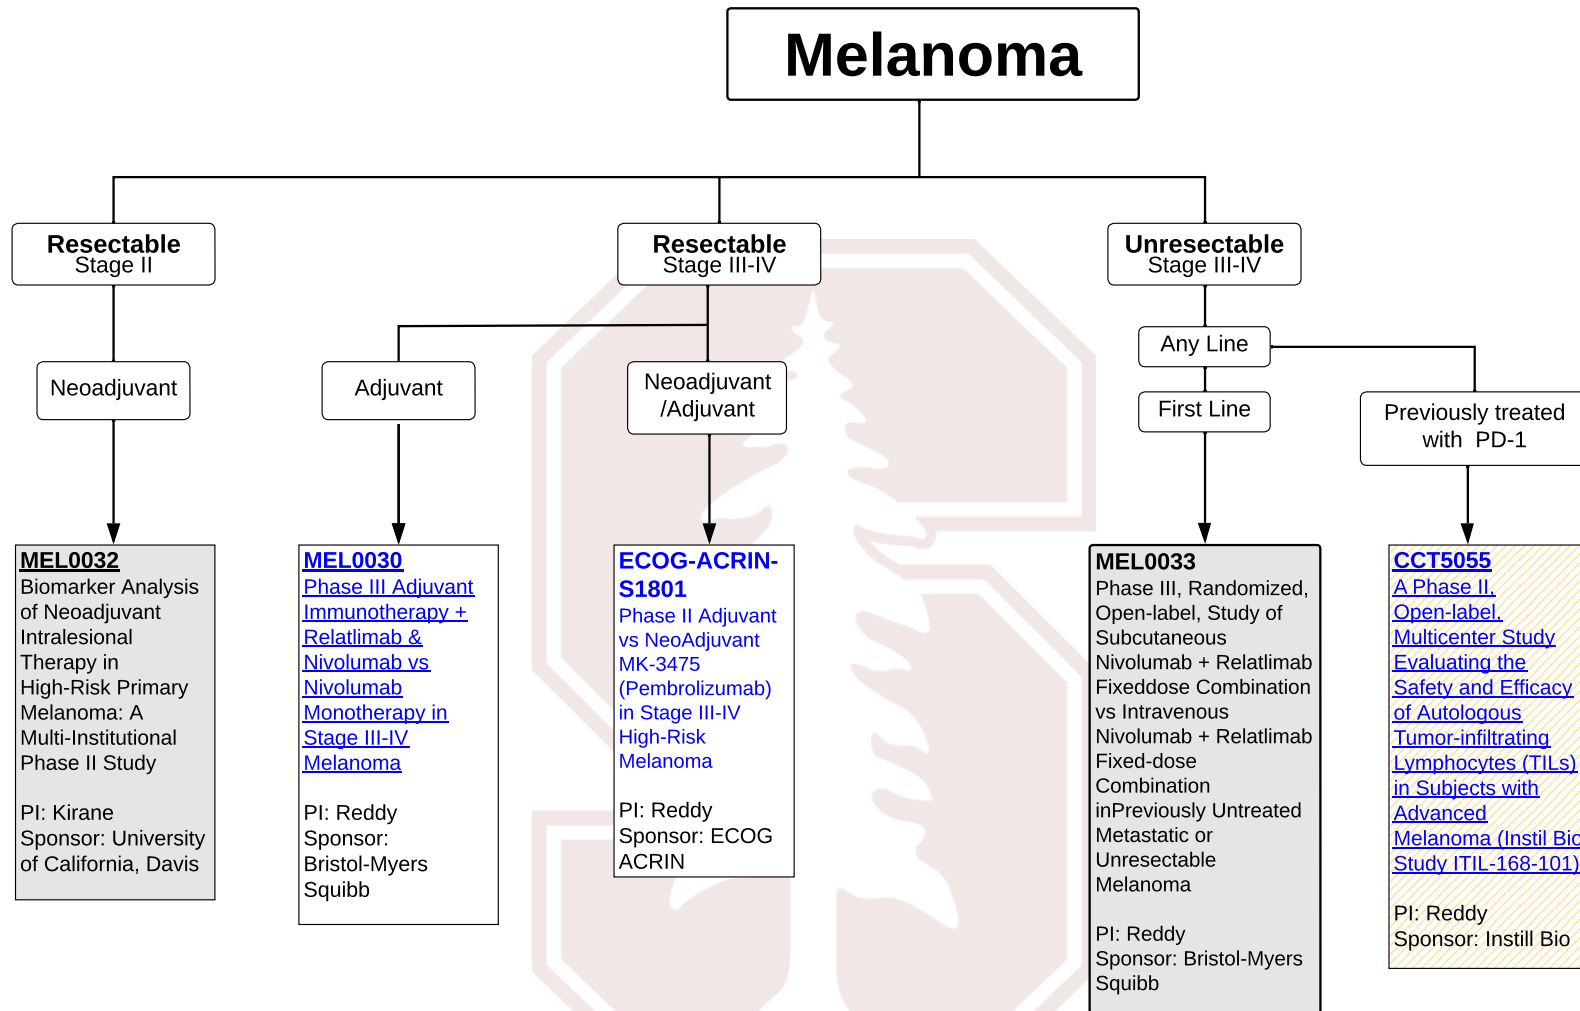 Melanoma
Resectable
Stage II
Resectable
Stage III-IV
Unresectable
Stage III-IV
Neoadjuvant
Adjuvant
Neoadjuvant
/Adjuvant
Any Line
First Line
Previously treated
with PD-1
MEL0032
Biomarker Analysis
of Neoadjuvant
Intralesional
Therapy in
High-Risk Primary
Melanoma: A
Multi-Institutional
Phase II Study
PI: Kirane
Sponsor: University
of California, Davis
MEL0030
Phase III Adjuvant
Immunotherapy +
Relatlimab &
Nivolumab vs
Nivolumab
Monotherapy in
Stage III-IV
Melanoma
PI: Reddy
Sponsor:
Bristol-Myers
Squibb
ECOG-ACRIN-
S1801
Phase II Adjuvant
vs NeoAdjuvant
MK-3475
(Pembrolizumab)
in Stage III-IV
High-Risk
Melanoma
PI: Reddy
Sponsor: ECOG
ACRIN
MEL0033
Phase III, Randomized,
Open-label, Study of
Subcutaneous
Nivolumab + Relatlimab
Fixeddose Combination
vs Intravenous
Nivolumab + Relatlimab
Fixed-dose
Combination
inPreviously Untreated
Metastatic or
Unresectable
Melanoma
PI: Reddy
Sponsor: Bristol-Myers
Squibb
CCT5055
A Phase II,
Open-label,
Multicenter Study
Evaluating the
Safety and Efficacy
of Autologous
Tumor-infiltrating
Lymphocytes (TILs)
in Subjects with
Advanced
Melanoma (Instil Bio
Study ITIL-168-101)
PI: Reddy
Sponsor: Instill Bio